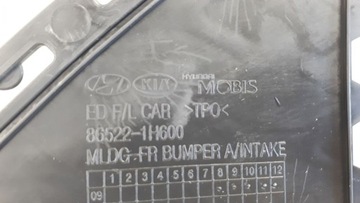 KIA HYUNDAI MOBIS
ED F/L CAR >TPO<
86522-1H600
MLDG-FR BUMPER A/INTAKE
1 2 3 4 5 6 7 8 9 10 11 12
09